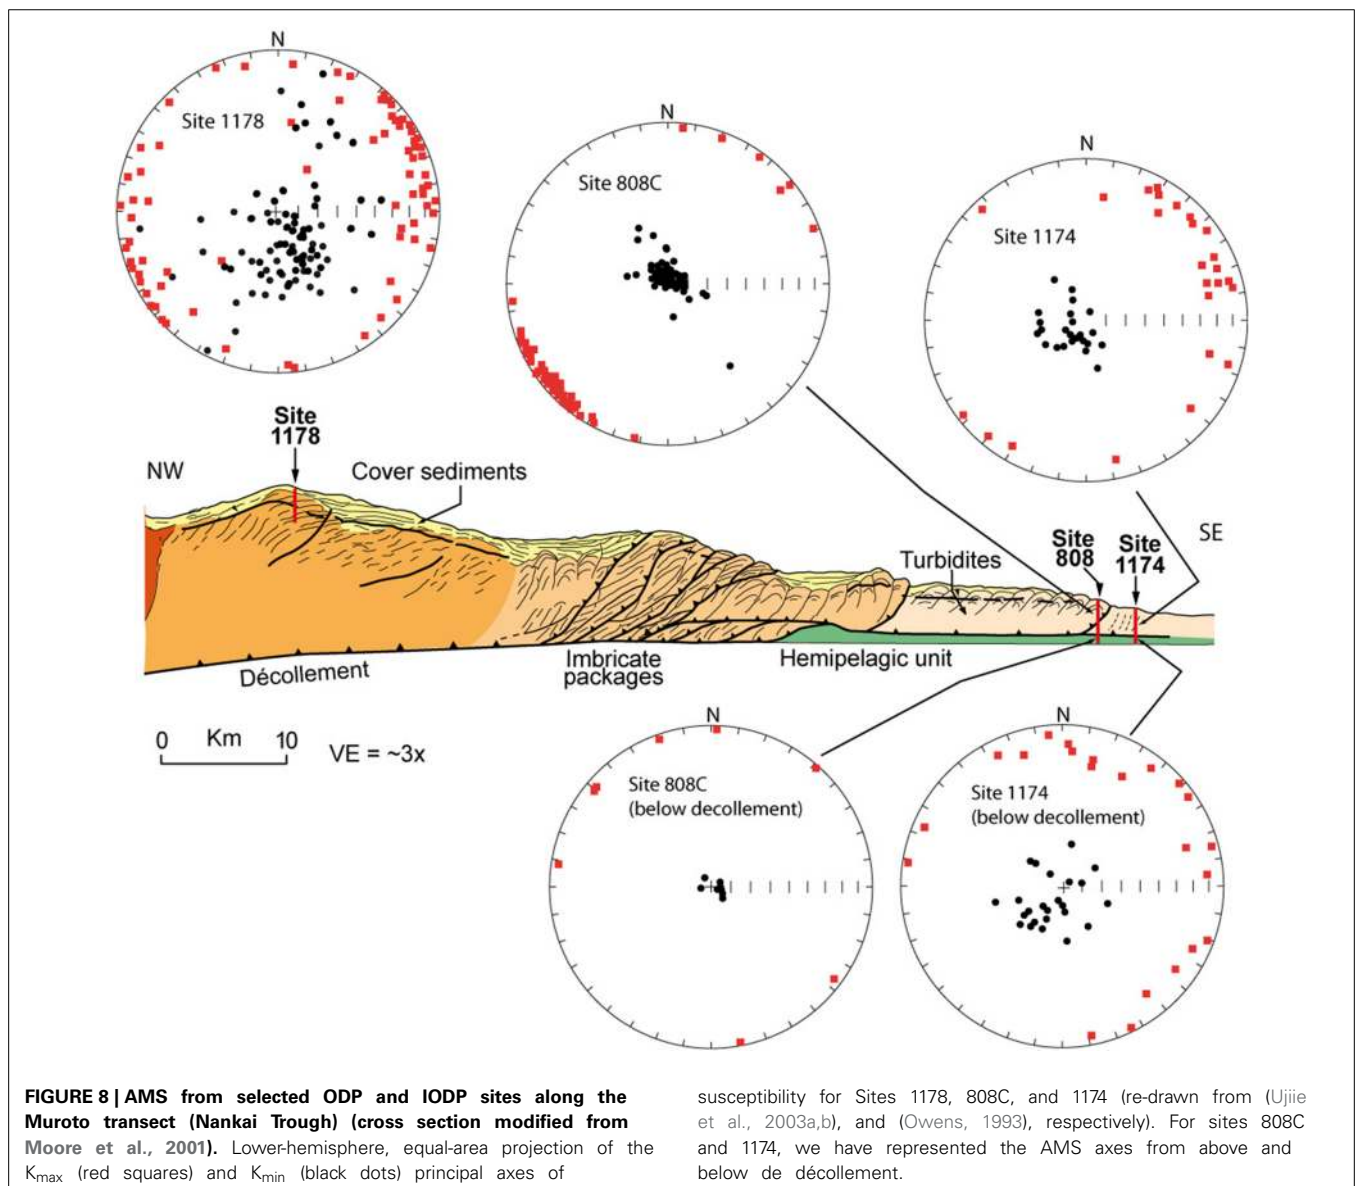 N
Site 1178
N
Site 808C
N
Site 1174
Site
1178
NW
Cover sediments
Turbidites
Site
808
Site
1174
SE
Décollement
Imbricate
packages
Hemipelagic unit
0 Km 10
VE = ~3x
N
Site 808C
(below decollement)
N
Site 1174
(below decollement)
FIGURE 8 | AMS from selected ODP and IODP sites along the
Muroto transect (Nankai Trough) (cross section modified from
Moore et al., 2001). Lower-hemisphere, equal-area projection of the
Kmax (red squares) and Kmin (black dots) principal axes of
susceptibility for Sites 1178, 808C, and 1174 (re-drawn from (Ujiie
et al., 2003a,b), and (Owens, 1993), respectively). For sites 808C
and 1174, we have represented the AMS axes from above and
below de décollement.